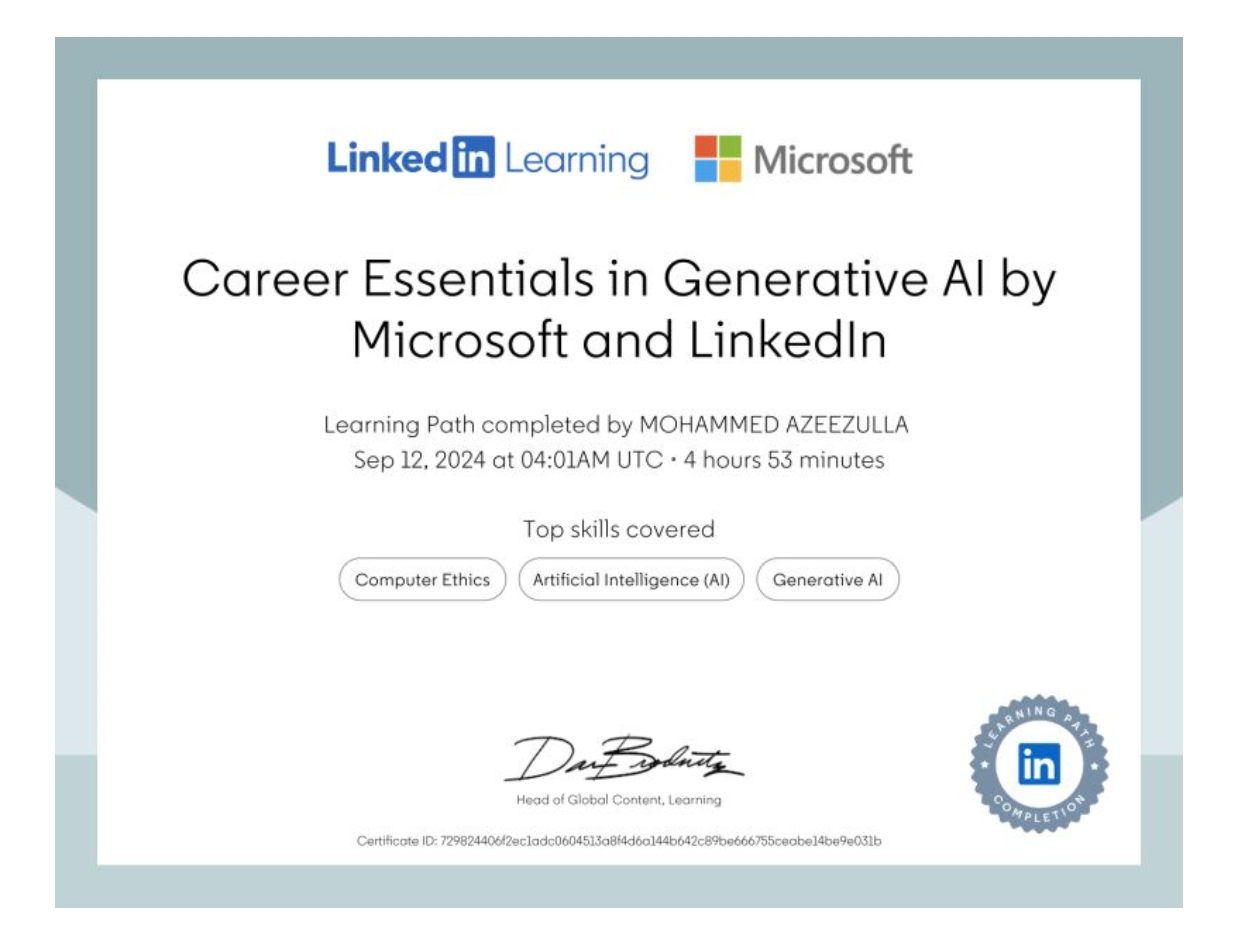 Linked in Learning Microsoft
Career Essentials in Generative AI by
Microsoft and LinkedIn
Learning Path completed by MOHAMMED AZEEZULLA
Sep 12, 2024 at 04:01AM UTC • 4 hours 53 minutes
Top skills covered
Computer Ethics Artificial Intelligence (AI) Generative AI
LEARNING PATH
in
COMPLETION
Head of Global Content, Learning
Certificate ID: 729824406f2ec1adc0604513a8f4d6a144b642c89be666755ceabe14be9e031b